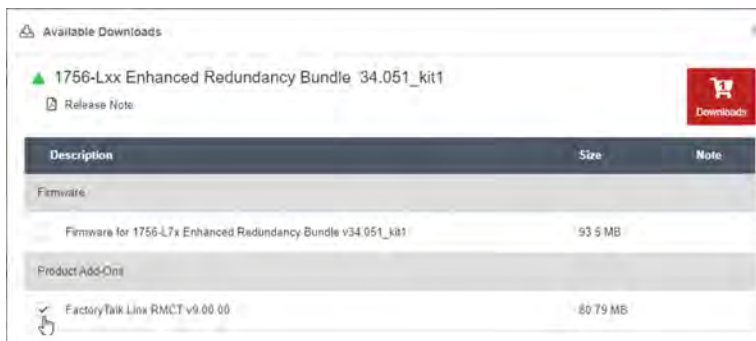 Available Downloads
1756-Lxx Enhanced Redundancy Bundle 34.051_kit1
Release Note
1
Downloads
Description Size Note
Firmware
Firmware for 1756-L7x Enhanced Redundancy Bundle v34.051_kit1 93.5 MB
Product Add-Ons
FactoryTalk Linx RMCT v9.00.00 80.79 MB